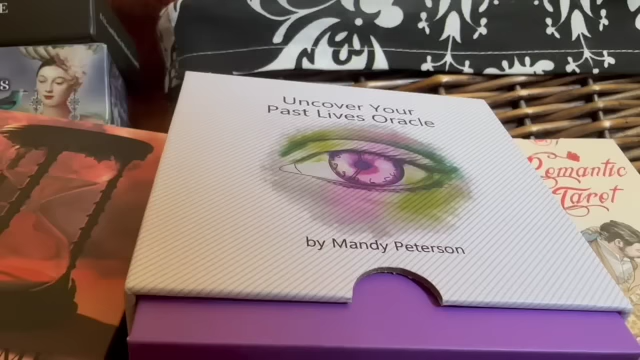 Uncover Your
Past Lives Oracle
by Mandy Peterson
Romantic
Tarot